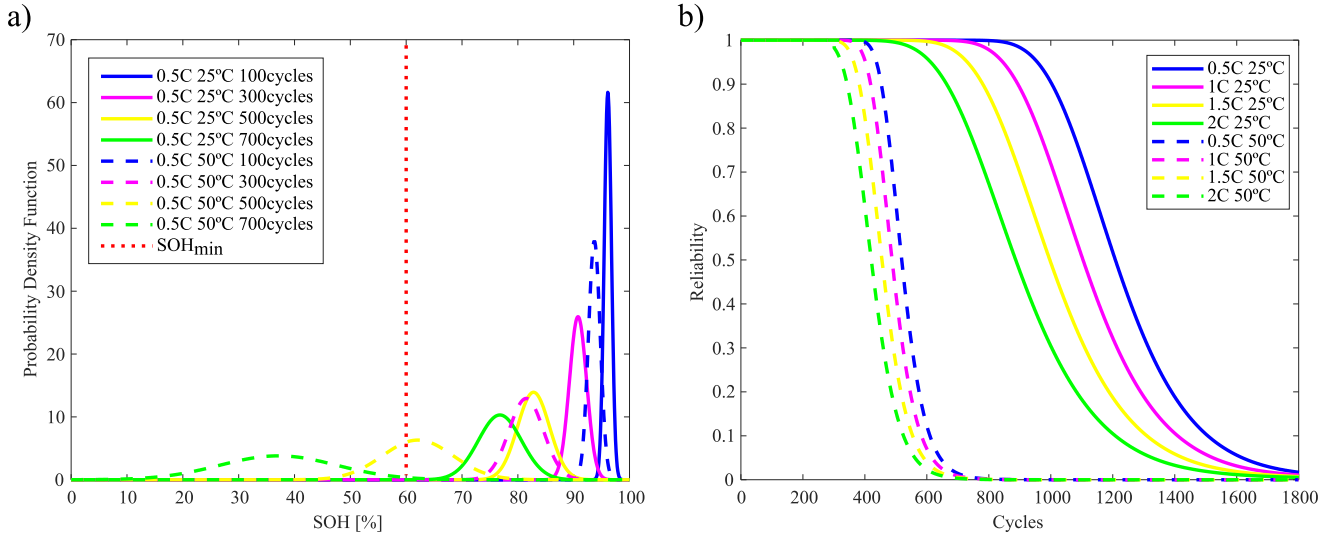 a)
70
60
50
40
30
20
10
0
Probability Density Function
0.5C 25ºC 100cycles
0.5C 25ºC 300cycles
0.5C 25ºC 500cycles
0.5C 25ºC 700cycles
0.5C 50ºC 100cycles
0.5C 50ºC 300cycles
0.5C 50ºC 500cycles
0.5C 50ºC 700cycles
SOHmin
0 10 20 30 40 50 60 70 80 90 100
SOH [%]
b)
1
0.9
0.8
0.7
0.6
0.5
0.4
0.3
0.2
0.1
0
Reliability
0.5C 25ºC
1C 25ºC
1.5C 25ºC
2C 25ºC
0.5C 50ºC
1C 50ºC
1.5C 50ºC
2C 50ºC
0 200 400 600 800 1000 1200 1400 1600 1800
Cycles